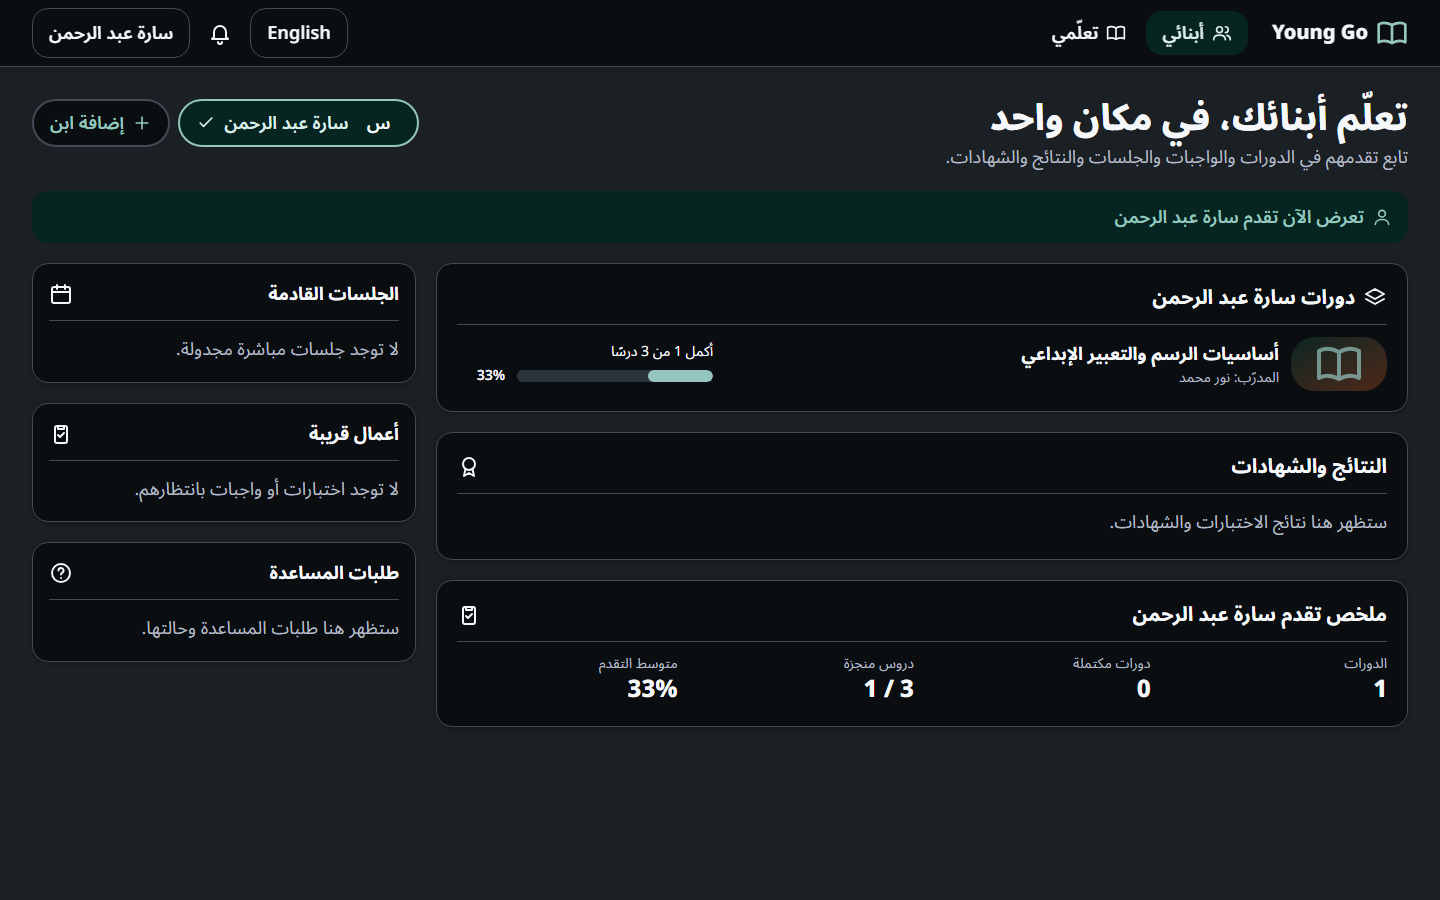 Young Go
أبنائي
تعلّمي
English
سارة عبد الرحمن
تعلّم أبنائك، في مكان واحد
تابع تقدمهم في الدورات والواجبات والجلسات والنتائج والشهادات.
س سارة عبد الرحمن
إضافة ابن
تعرض الآن تقدم سارة عبد الرحمن
دورات سارة عبد الرحمن
أساسيات الرسم والتعبير الإبداعي
المدرّب: نور محمد
أكمل 1 من 3 درسًا
33%
النتائج والشهادات
ستظهر هنا نتائج الاختبارات والشهادات.
ملخص تقدم سارة عبد الرحمن
الدورات
1
دورات مكتملة
0
دروس منجزة
1 / 3
متوسط التقدم
33%
الجلسات القادمة
لا توجد جلسات مباشرة مجدولة.
أعمال قريبة
لا توجد اختبارات أو واجبات بانتظارهم.
طلبات المساعدة
ستظهر هنا طلبات المساعدة وحالتها.